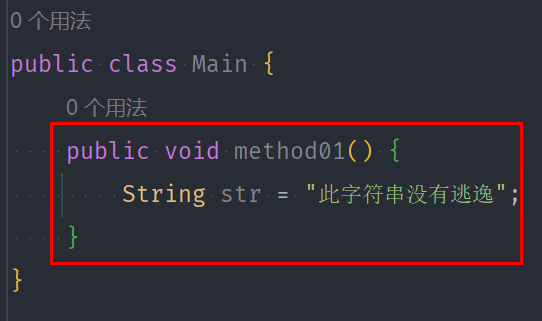 0 个用法
public class Main {
0 个用法
public void method01() {
String str = "此字符串没有逃逸";
}
}